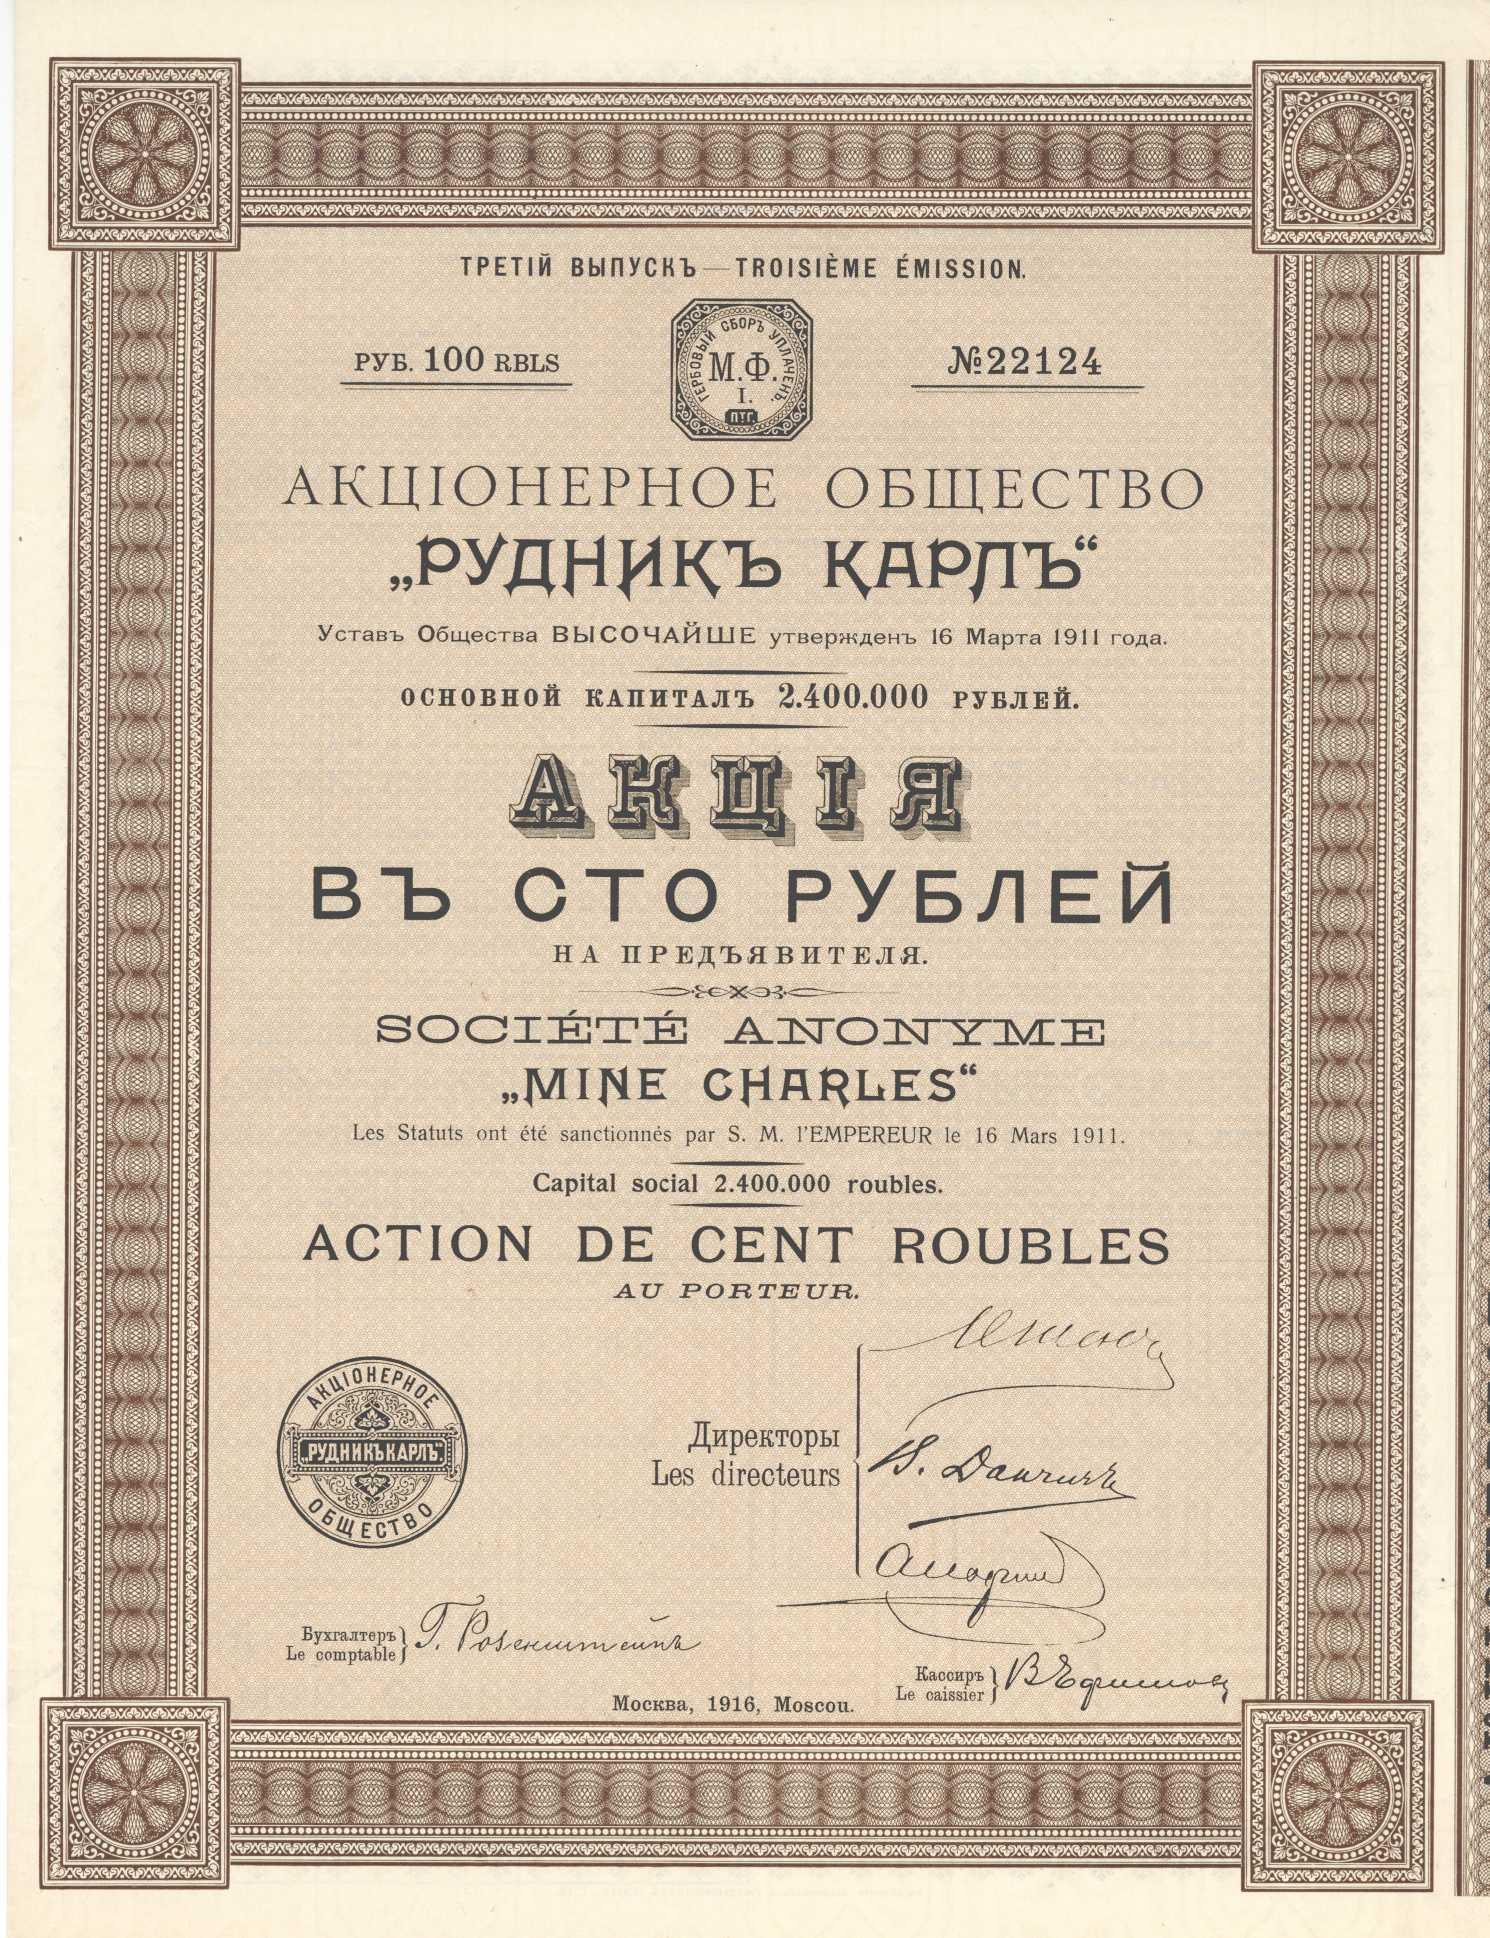 ТРЕТІЙ ВЫПУСКЪ — TROISIÈME ÉMISSION.
РУБ. 100 RBLS
ГЕРБОВЫЙ СБОРЪ УПЛАЧЕНЪ.
М.Ф.
I.
ПТГ.
№22124
АКЦІОНЕРНОЕ ОБЩЕСТВО
„РУДНИКЪ КАРЛЪ“
Уставъ Общества ВЫСОЧАЙШЕ утвержденъ 16 Марта 1911 года.
ОСНОВНОЙ КАПИТАЛЪ 2.400.000 РУБЛЕЙ.
АКЦІЯ
ВЪ СТО РУБЛЕЙ
НА ПРЕДЪЯВИТЕЛЯ.
SOCIÉTÉ ANONYME
„MINE CHARLES“
Les Statuts ont été sanctionnés par S. M. l'EMPEREUR le 16 Mars 1911.
Capital social 2.400.000 roubles.
ACTION DE CENT ROUBLES
AU PORTEUR.
АКЦІОНЕРНОЕ
„РУДНИКЪ КАРЛЪ“.
ОБЩЕСТВО
Директоры
Les directeurs
Бухгалтеръ
Le comptable
Г. Розенштейнъ
Кассиръ
Le caissier
В Ефимовъ
Москва, 1916, Moscou.